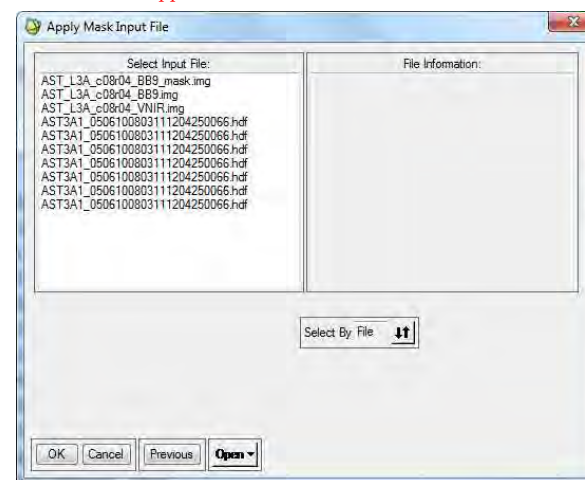 Apply Mask Input File
Select Input File:
AST_L3A_c08r04_BB9_mask.img
AST_L3A_c08r04_BB9.img
AST_L3A_c08r04_VNIR.img
AST3A1_0506100803111204250066.hdf
AST3A1_0506100803111204250066.hdf
AST3A1_0506100803111204250066.hdf
AST3A1_0506100803111204250066.hdf
AST3A1_0506100803111204250066.hdf
AST3A1_0506100803111204250066.hdf
AST3A1_0506100803111204250066.hdf
File Information:
Select By File
OK Cancel Previous Open